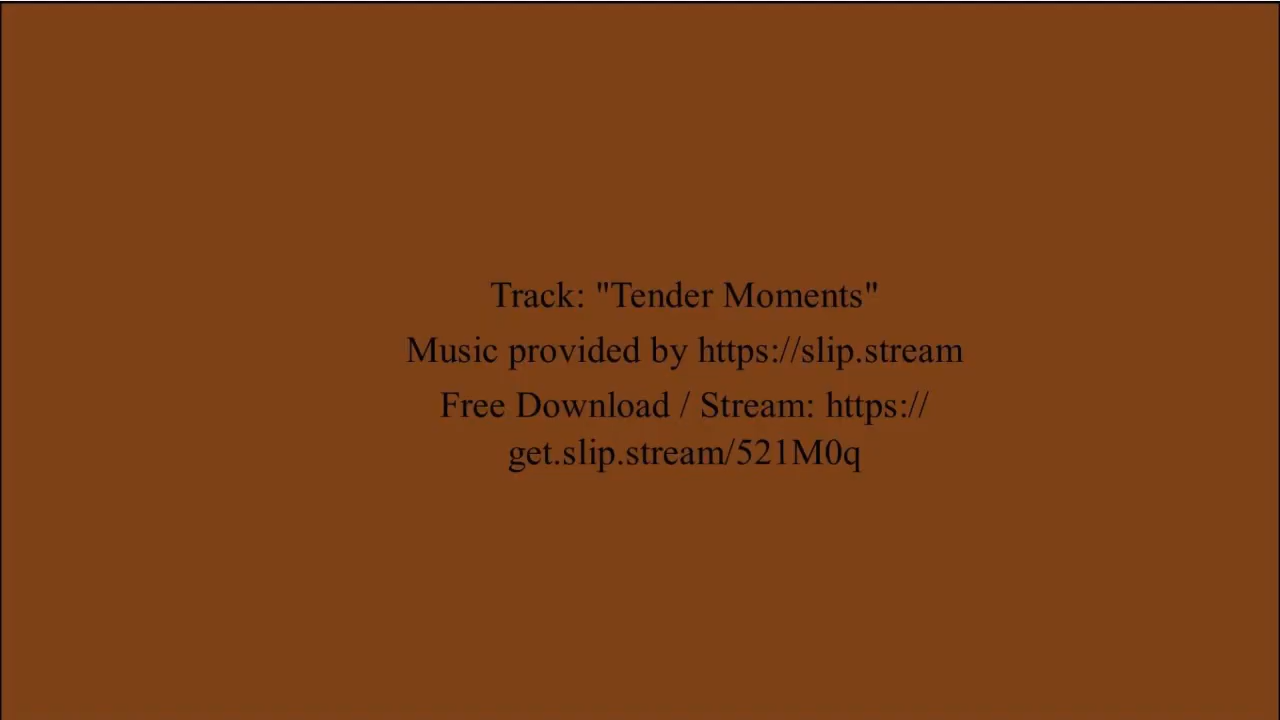 Track: "Tender Moments"
Music provided by https://slip.stream
Free Download / Stream: https://
get.slip.stream/521M0q